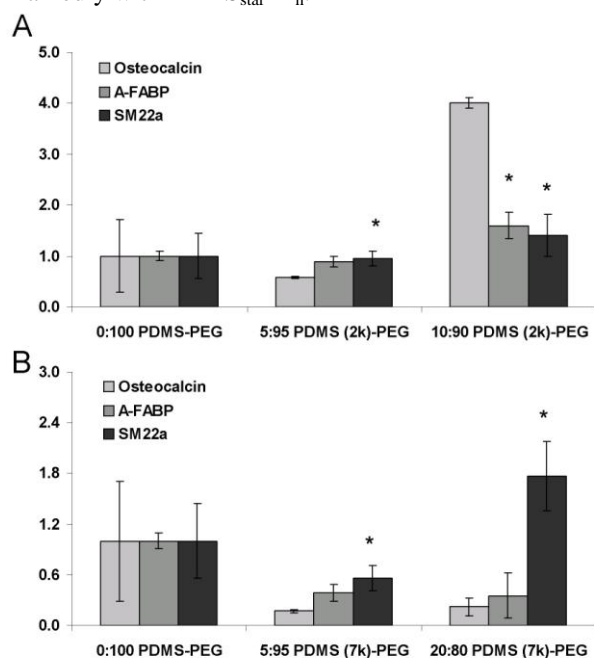 A
5.0
Osteocalcin
A-FABP
4.0
SM22a
3.0
2.0
* *
*
1.0
0.0
0:100 PDMS-PEG 5:95 PDMS (2k)-PEG 10:90 PDMS (2k)-PEG
B
3.0
Osteocalcin
A-FABP
2.4
SM22a
*
1.8
1.2
*
0.6
0.0
0:100 PDMS-PEG 5:95 PDMS (7k)-PEG 20:80 PDMS (7k)-PEG